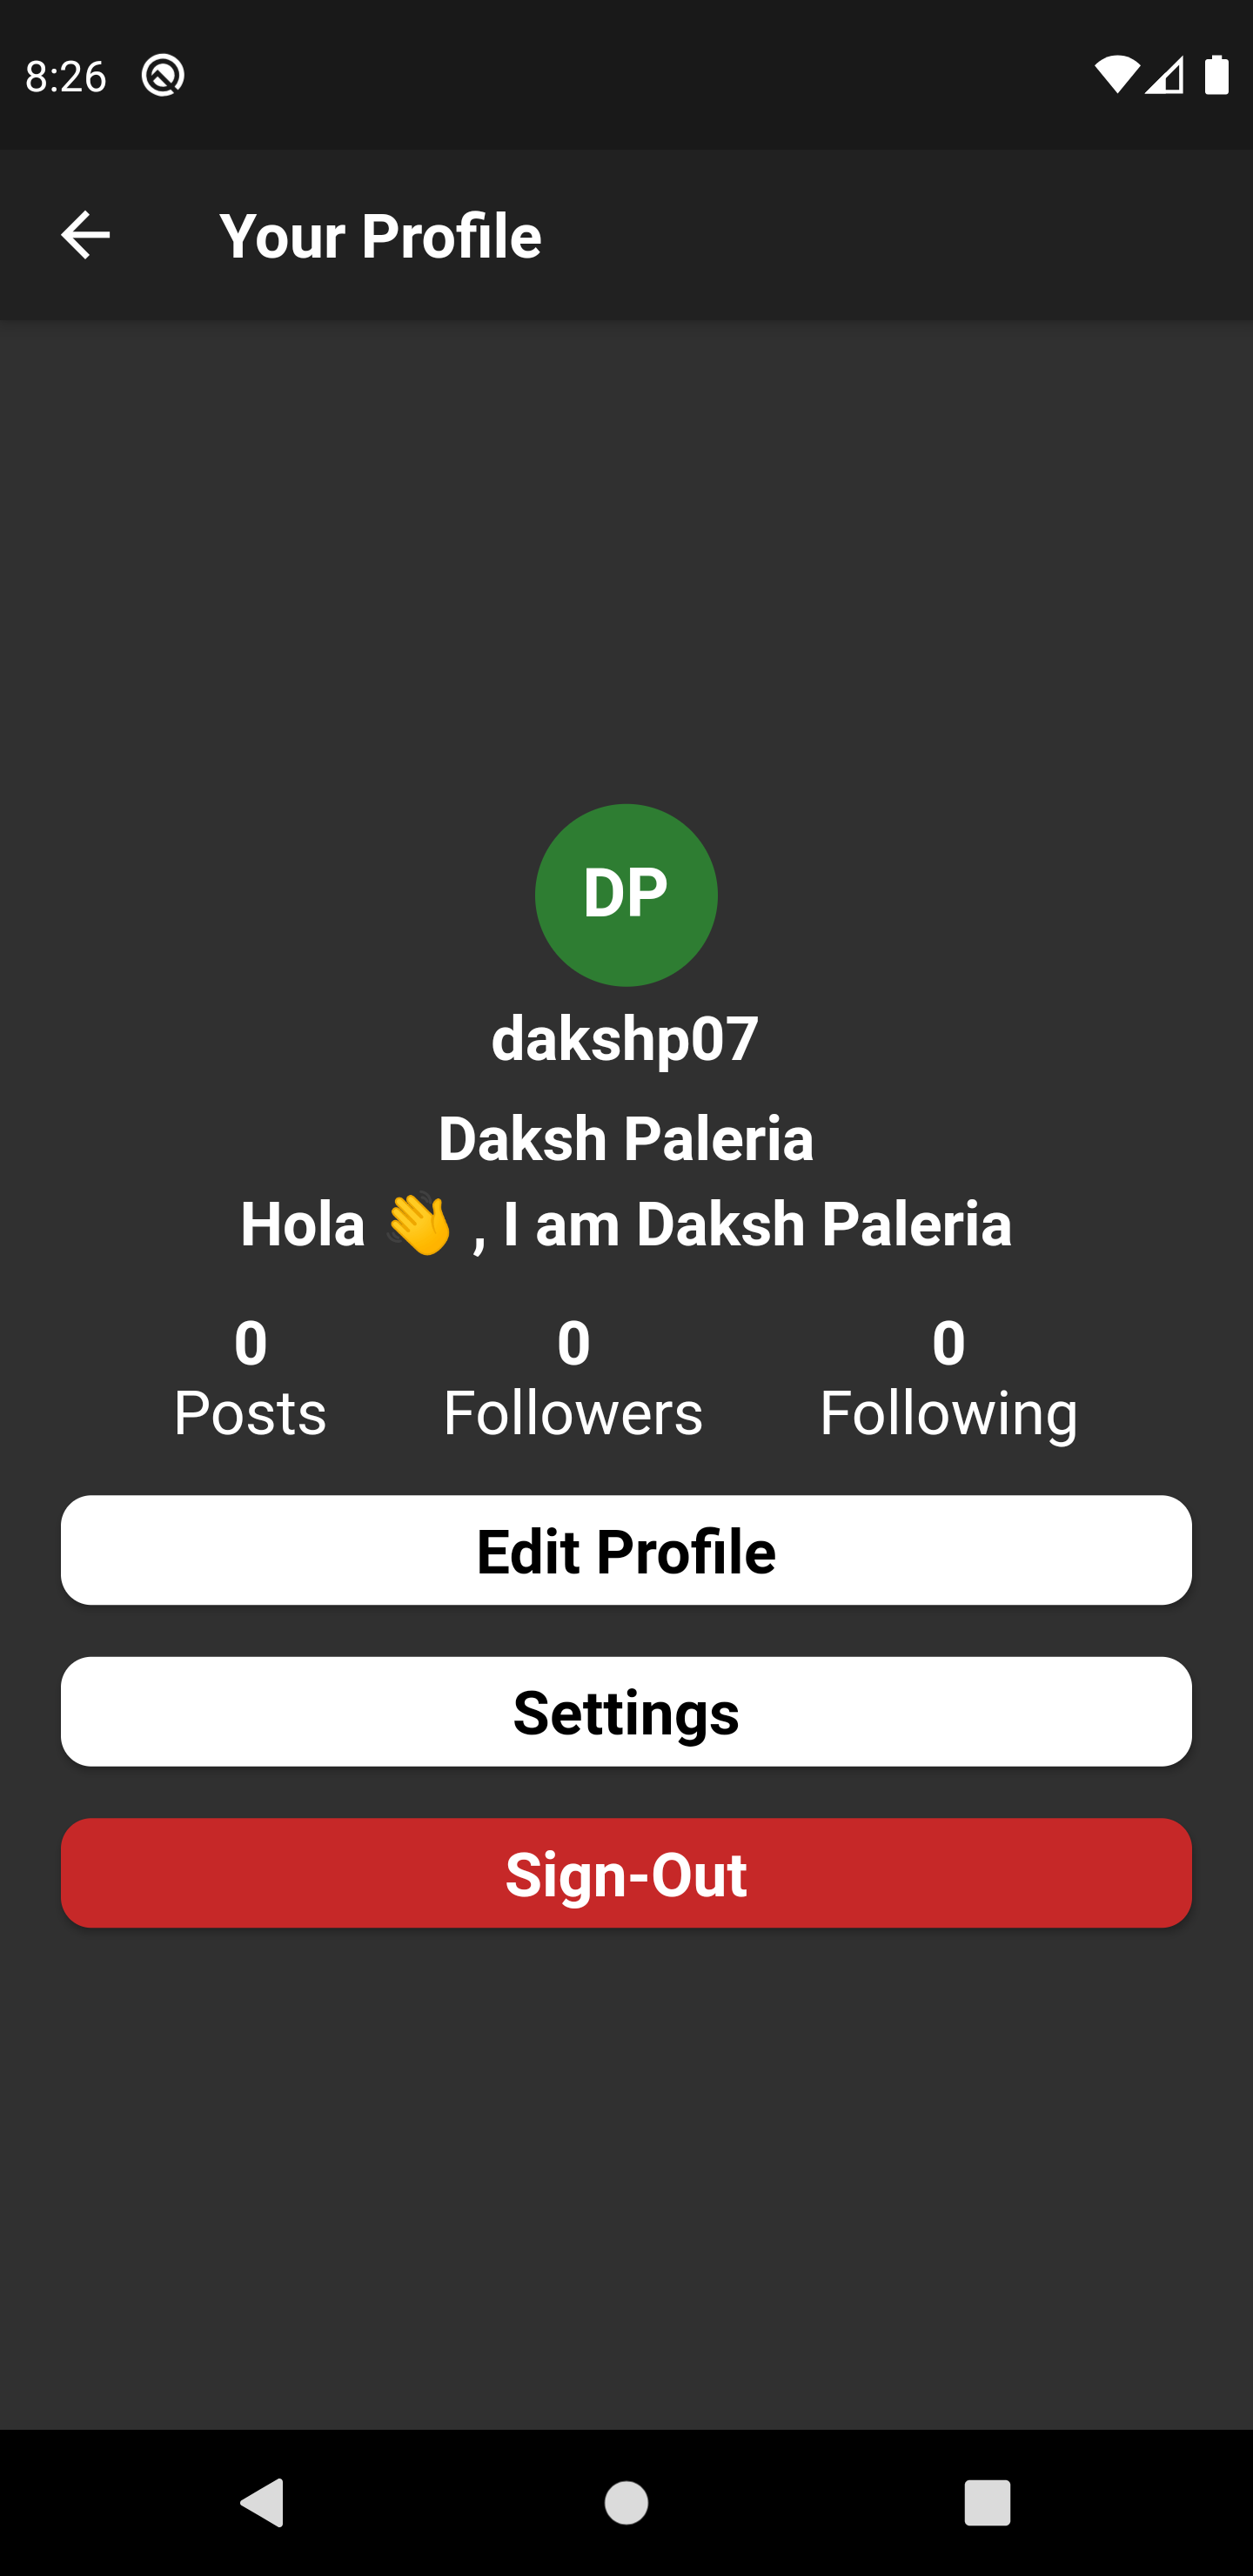 8:26
Your Profile
DP
dakshp07
Daksh Paleria
Hola 👋 , I am Daksh Paleria
0 0 0
Posts Followers Following
Edit Profile
Settings
Sign-Out